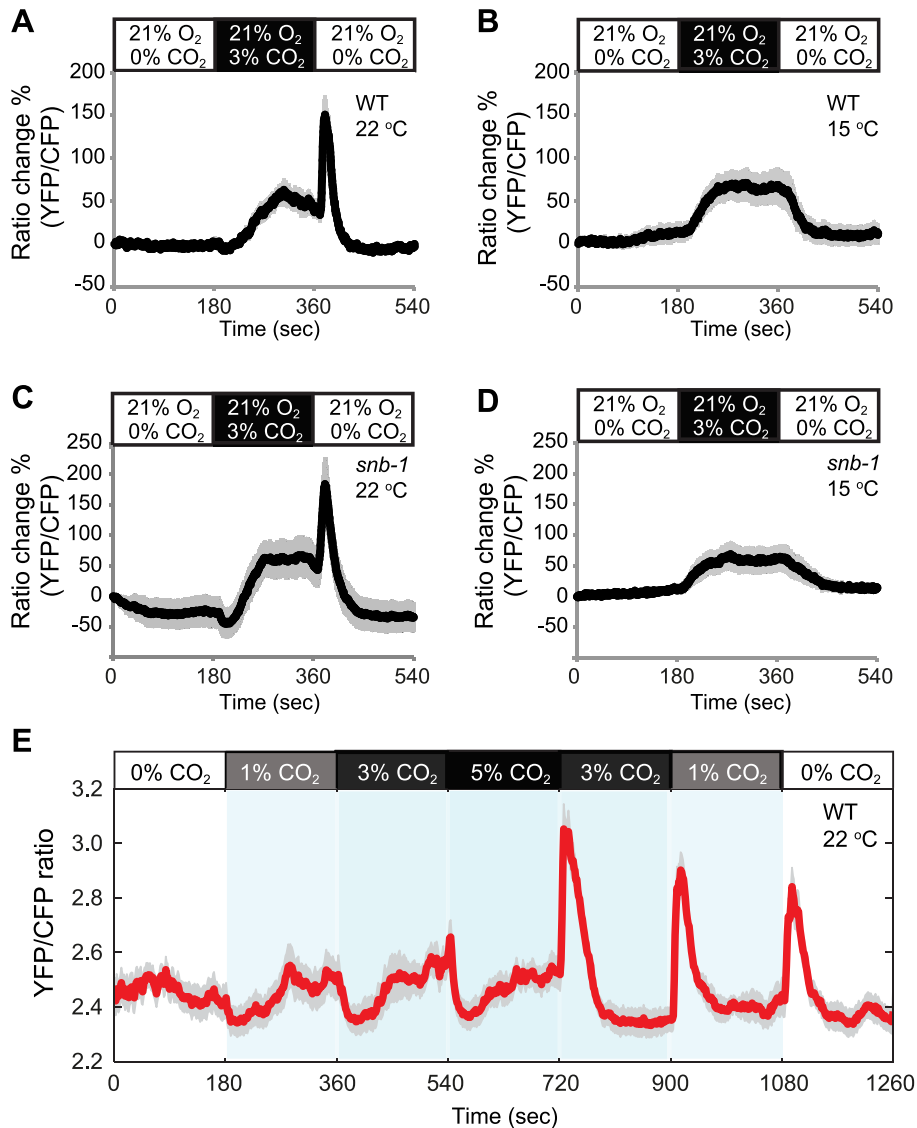 A
21% O₂ 21% O₂ 21% O₂
0% CO₂ 3% CO₂ 0% CO₂
Ratio change %
(YFP/CFP)
200
150
100
50
0
-50
WT
22 °C
0 180 360 540
Time (sec)
B
21% O₂ 21% O₂ 21% O₂
0% CO₂ 3% CO₂ 0% CO₂
Ratio change %
(YFP/CFP)
200
150
100
50
0
-50
WT
15 °C
0 180 360 540
Time (sec)
C
21% O₂ 21% O₂ 21% O₂
0% CO₂ 3% CO₂ 0% CO₂
Ratio change %
(YFP/CFP)
250
200
150
100
50
0
-50
snb-1
22 °C
0 180 360 540
Time (sec)
D
21% O₂ 21% O₂ 21% O₂
0% CO₂ 3% CO₂ 0% CO₂
Ratio change %
(YFP/CFP)
250
200
150
100
50
0
-50
snb-1
15 °C
0 180 360 540
Time (sec)
E
0% CO₂ 1% CO₂ 3% CO₂ 5% CO₂ 3% CO₂ 1% CO₂ 0% CO₂
YFP/CFP ratio
3.2
3.0
2.8
2.6
2.4
2.2
WT
22 °C
0 180 360 540 720 900 1080 1260
Time (sec)